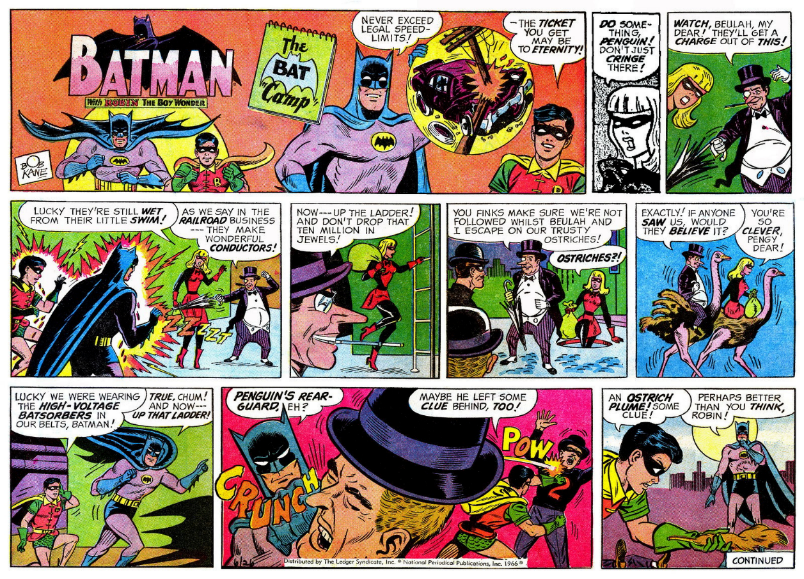 BATMAN
With ROBIN THE BOY WONDER
BOB
KANE
The
BAT
"Camp"
NEVER EXCEED
LEGAL SPEED-
LIMITS!
---THE TICKET
YOU GET
MAY BE
TO ETERNITY!
DO SOME-
THING,
PENGUIN!
DON'T JUST
CRINGE
THERE!
WATCH, BEULAH, MY
DEAR! THEY'LL GET A
CHARGE OUT OF THIS!
LUCKY THEY'RE STILL WET
FROM THEIR LITTLE SWIM!
AS WE SAY IN THE
RAILROAD BUSINESS
--- THEY MAKE
WONDERFUL
CONDUCTORS!
ZZZZZT
NOW---UP THE LADDER!
AND DON'T DROP THAT
TEN MILLION IN
JEWELS!
YOU FINKS MAKE SURE WE'RE NOT
FOLLOWED WHILST BEULAH AND
I ESCAPE ON OUR TRUSTY
OSTRICHES!
OSTRICHES?!
EXACTLY! IF ANYONE
SAW US, WOULD
THEY BELIEVE IT?
YOU'RE
SO
CLEVER,
PENGY
DEAR!
LUCKY WE WERE WEARING
THE HIGH-VOLTAGE
BATSORBERS IN
OUR BELTS, BATMAN!
TRUE, CHUM!
AND NOW---
UP THAT LADDER!
PENGUIN'S REAR-
GUARD, EH?
MAYBE HE LEFT SOME
CLUE BEHIND, TOO!
CRUNCH
POW
2
6/26
Distributed by The Ledger Syndicate, Inc. ® National Periodical Publications, Inc. 1966 ®
AN OSTRICH
PLUME! SOME
CLUE!
PERHAPS BETTER
THAN YOU THINK,
ROBIN!
CONTINUED